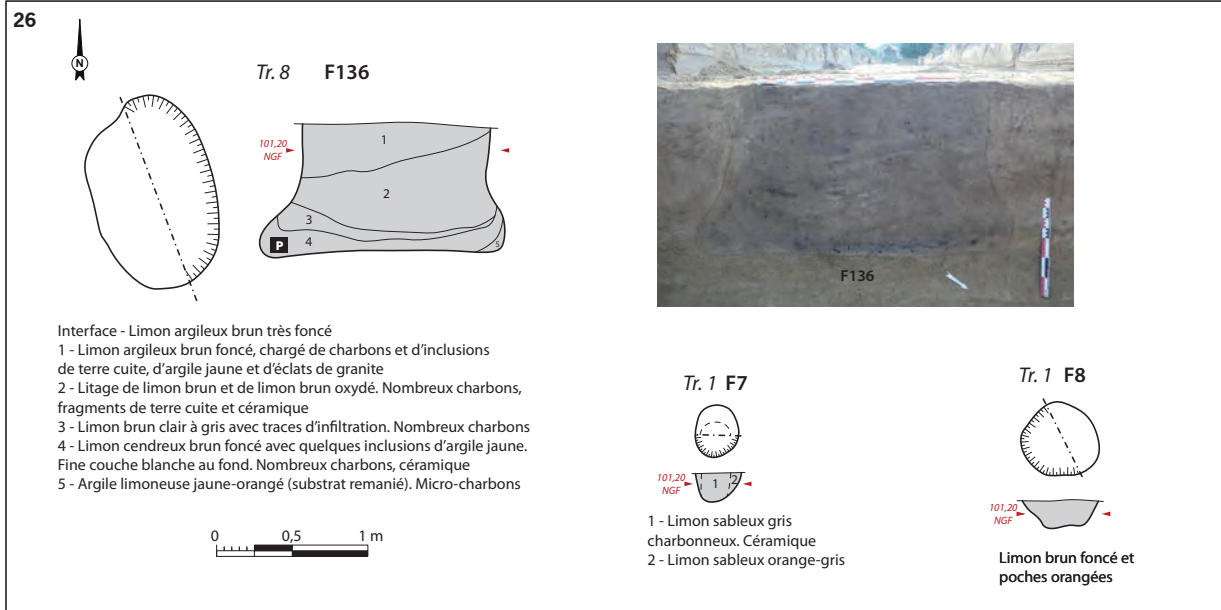 26
N
Tr. 8 F136
101,20
NGF
1
2
3
4
5
P
F136
Interface - Limon argileux brun très foncé
1 - Limon argileux brun foncé, chargé de charbons et d'inclusions
de terre cuite, d'argile jaune et d'éclats de granite
2 - Litage de limon brun et de limon brun oxydé. Nombreux charbons,
fragments de terre cuite et céramique
3 - Limon brun clair à gris avec traces d'infiltration. Nombreux charbons
4 - Limon cendreux brun foncé avec quelques inclusions d'argile jaune.
Fine couche blanche au fond. Nombreux charbons, céramique
5 - Argile limoneuse jaune-orangé (substrat remanié). Micro-charbons
0 0,5 1 m
Tr. 1 F7
101,20
NGF
1 2
1 - Limon sableux gris
charbonneux. Céramique
2 - Limon sableux orange-gris
Tr. 1 F8
101,20
NGF
Limon brun foncé et
poches orangées